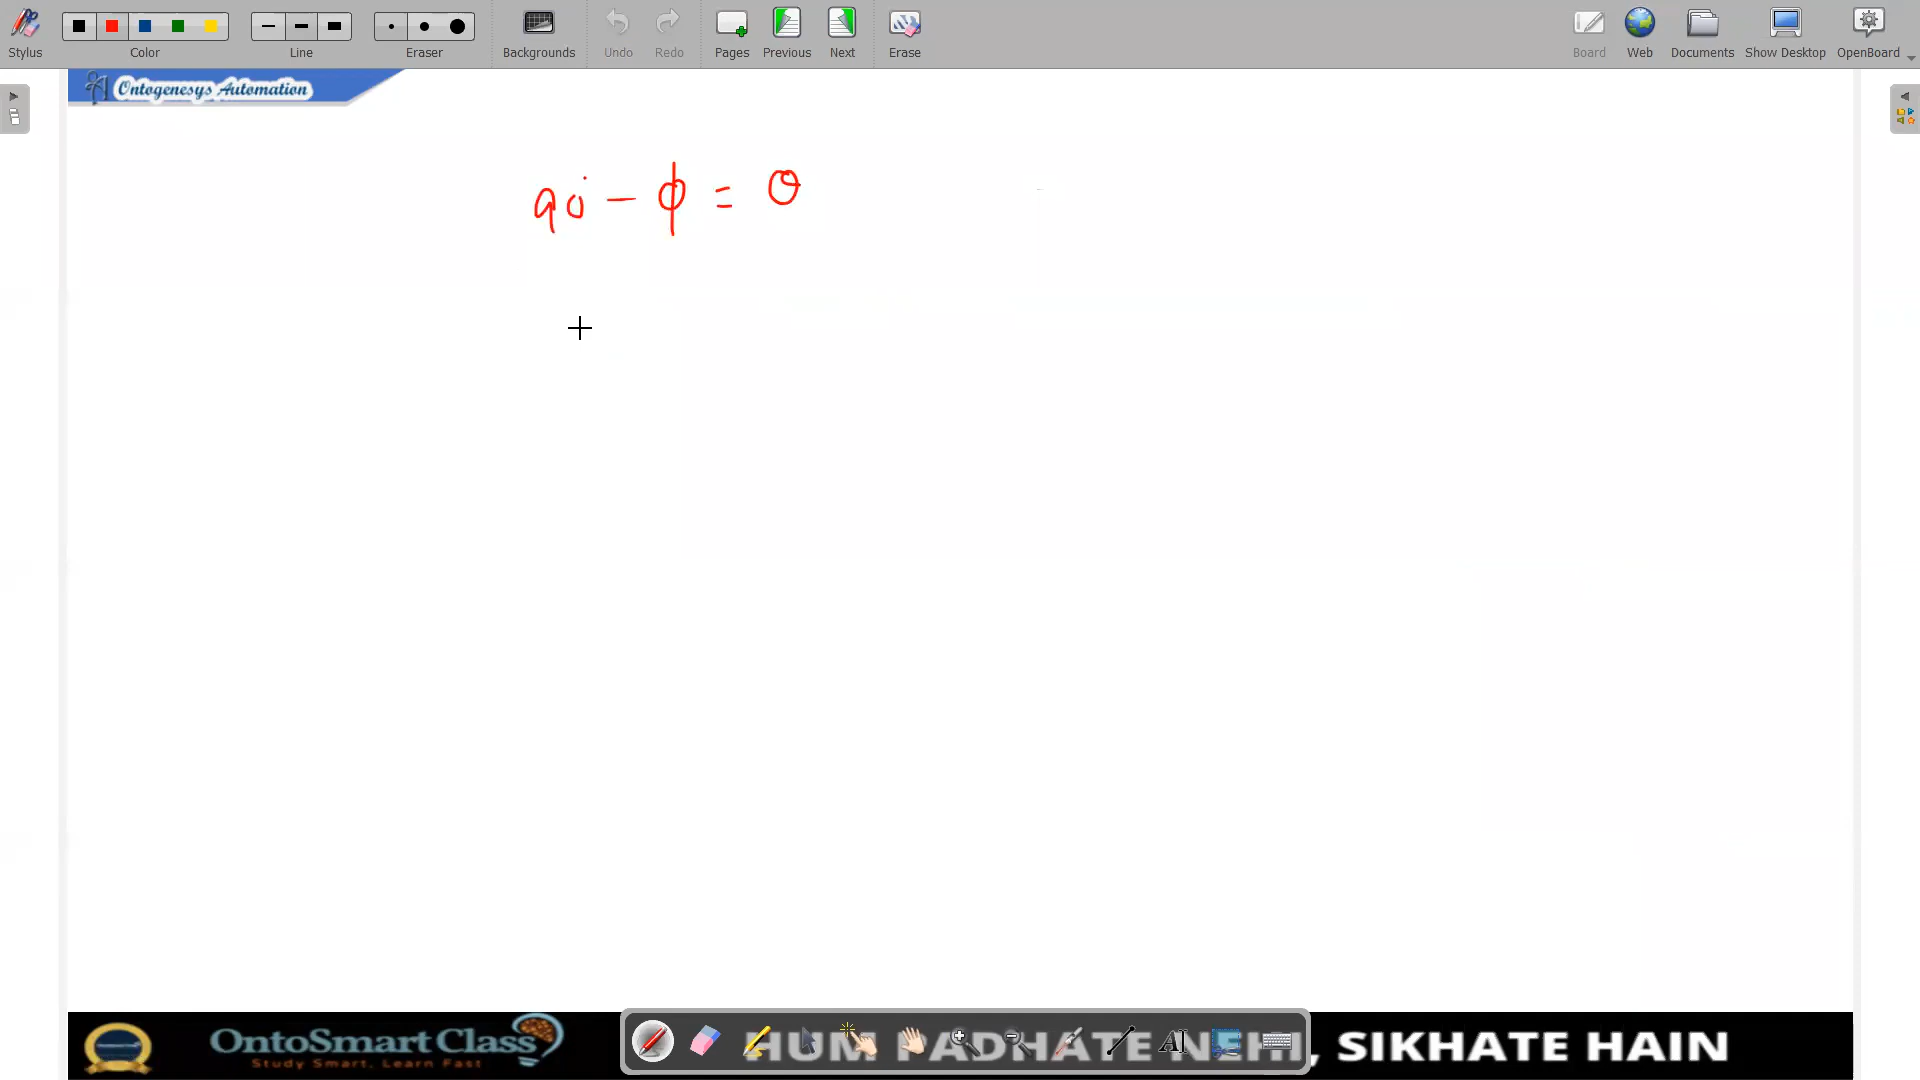 Stylus Color Line Eraser Backgrounds Undo Redo Pages Previous Next Erase Board Web Documents Show Desktop OpenBoard
Ontogenesys Automation
90° - ϕ = θ
OntoSmart Class
Study Smart, Learn Fast
HUM PADHATE NEHI, SIKHATE HAIN